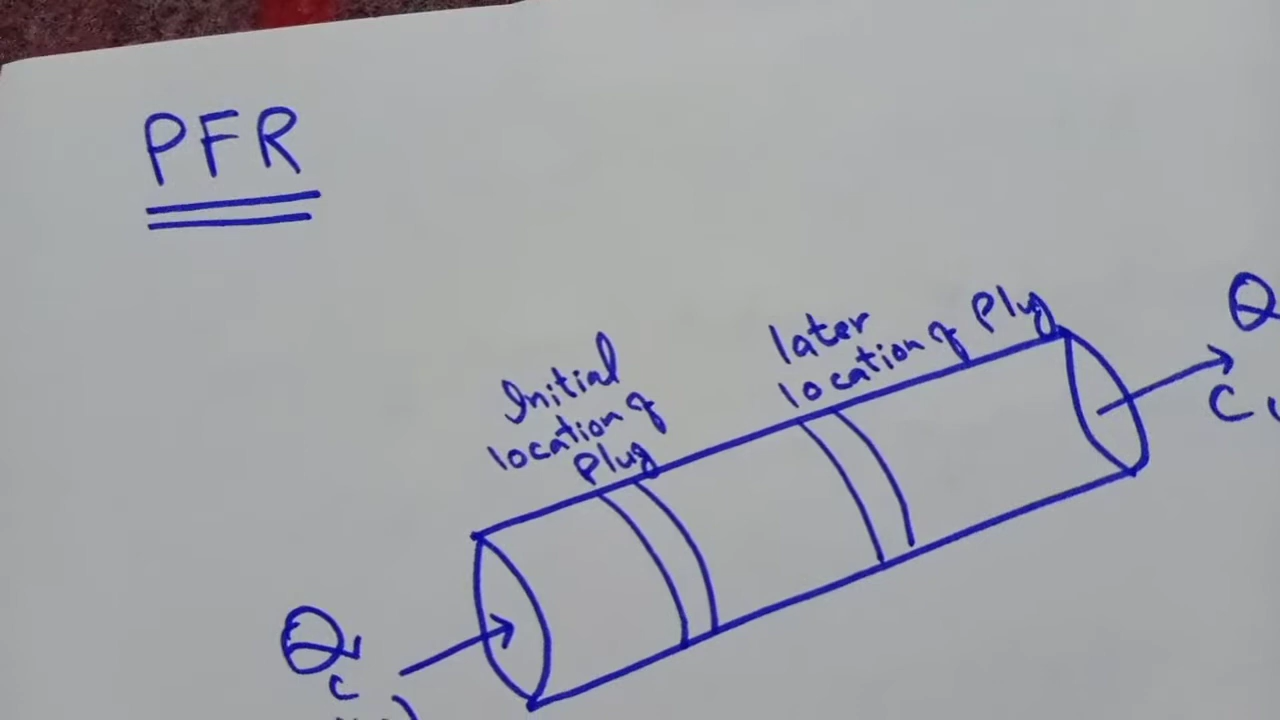 PFR
Initial
location of
Plug
later
location of Plug
Q
C
Q
C